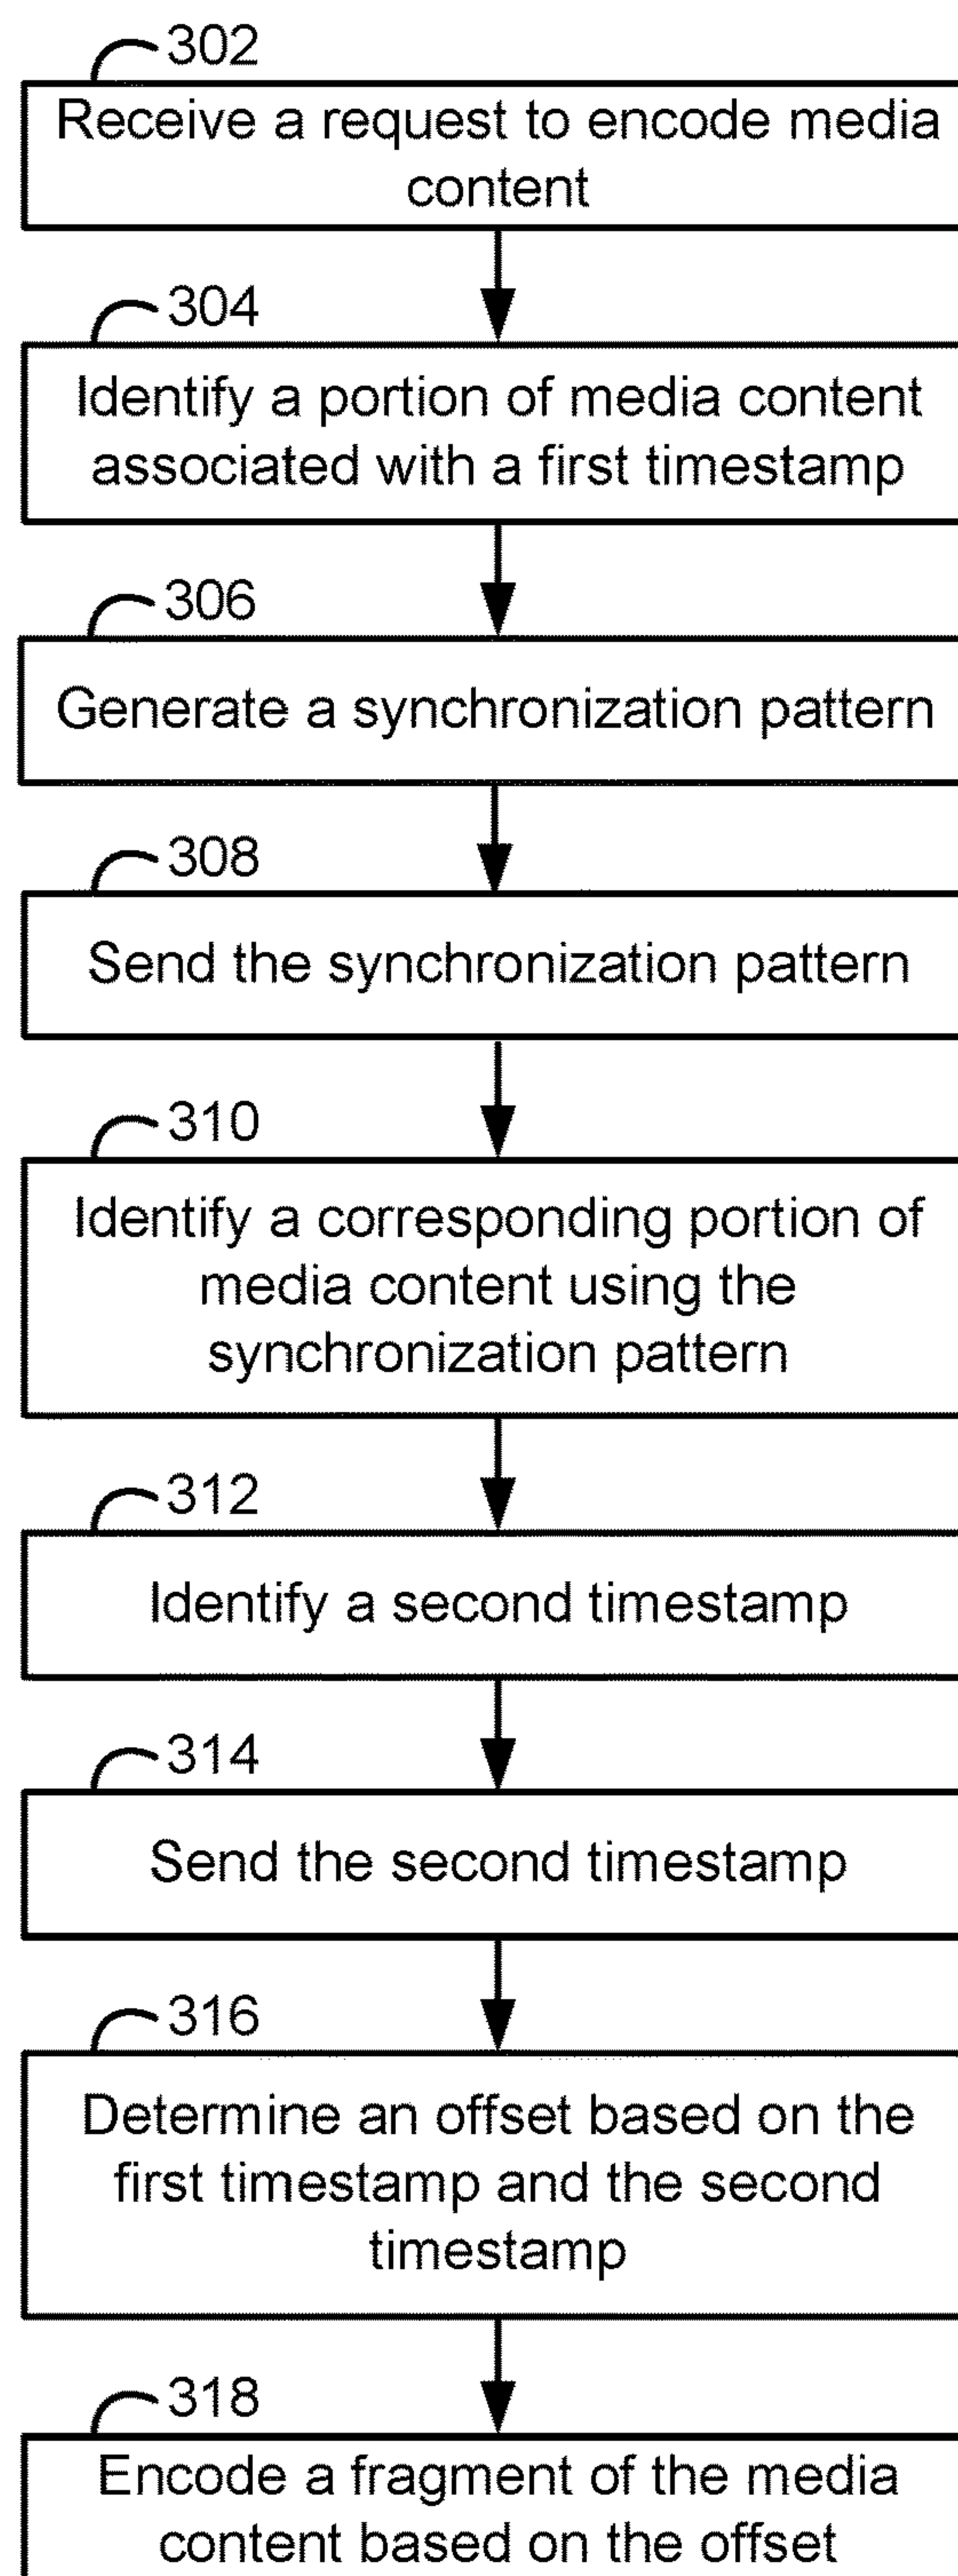 302
Receive a request to encode media
content
304
Identify a portion of media content
associated with a first timestamp
306
Generate a synchronization pattern
308
Send the synchronization pattern
310
Identify a corresponding portion of
media content using the
synchronization pattern
312
Identify a second timestamp
314
Send the second timestamp
316
Determine an offset based on the
first timestamp and the second
timestamp
318
Encode a fragment of the media
content based on the offset